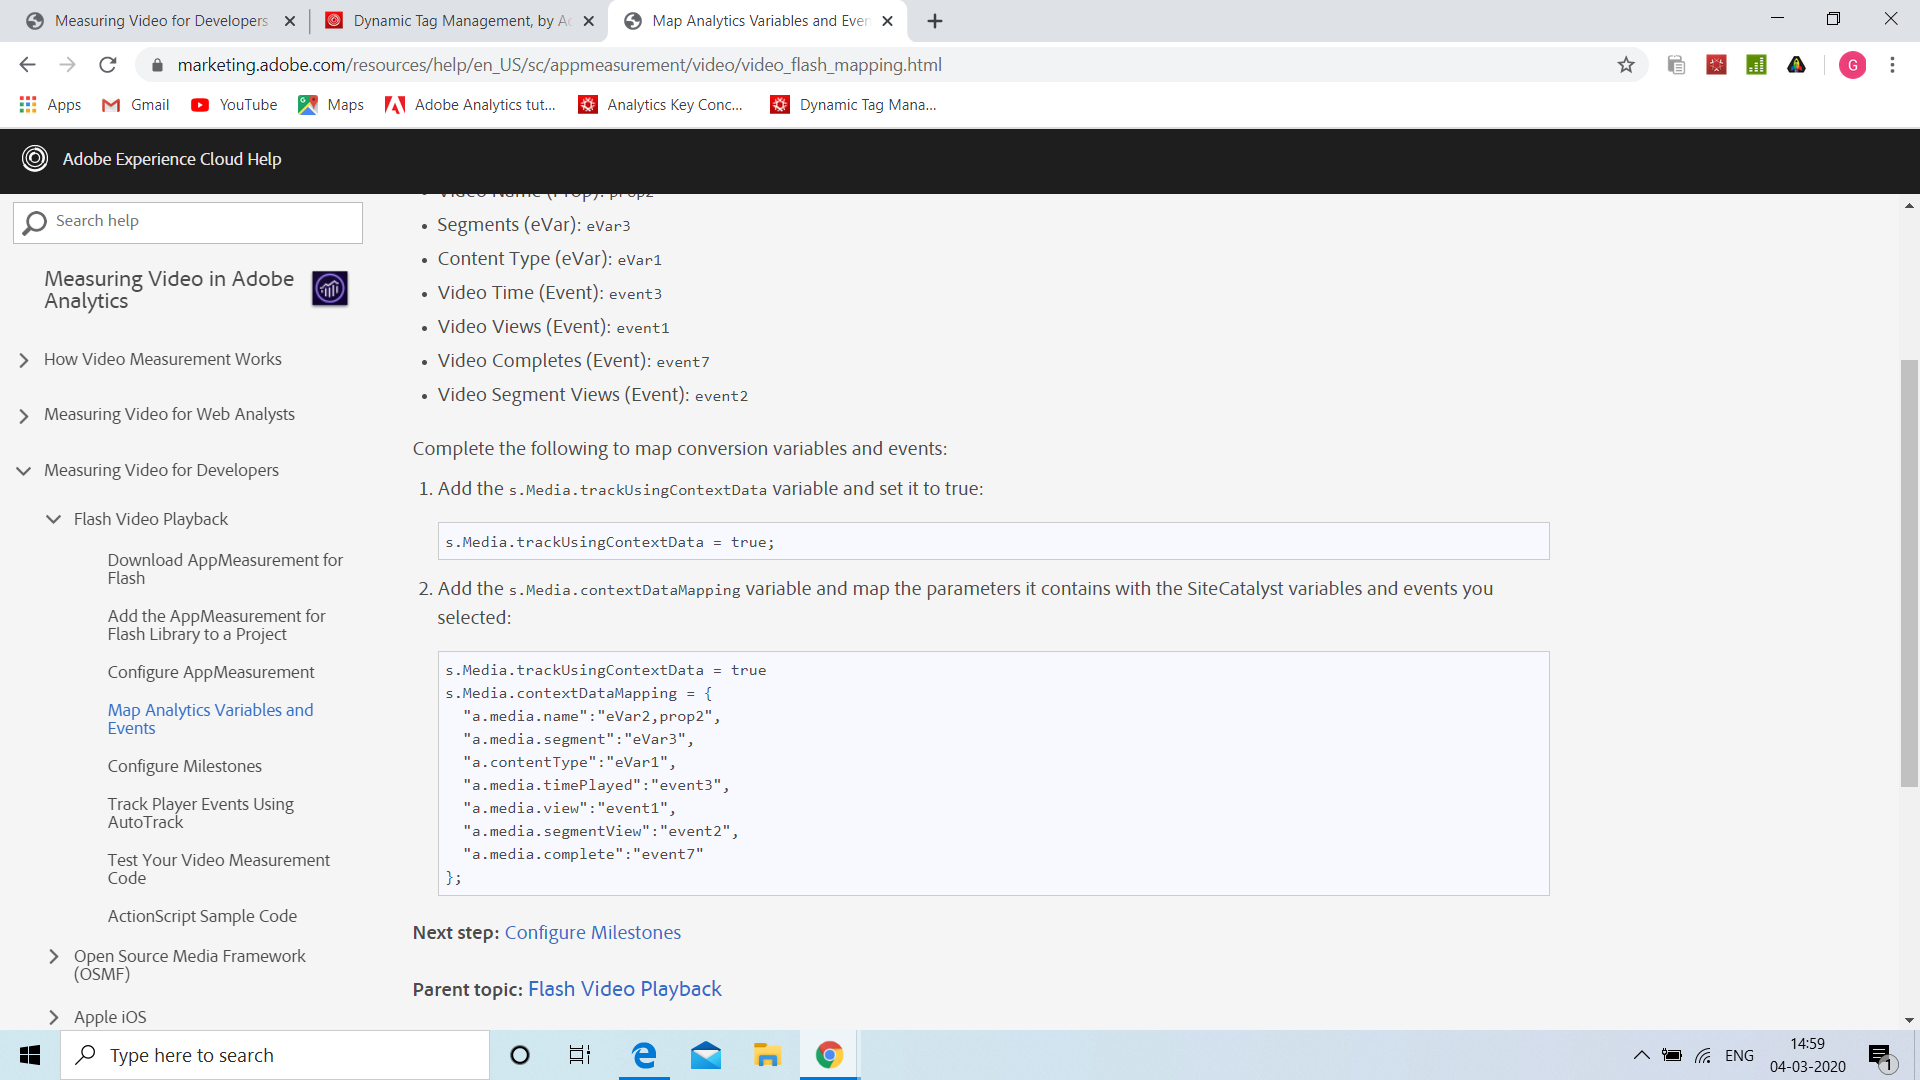 Measuring Video for Developers
Dynamic Tag Management, by Ad
Map Analytics Variables and Even
marketing.adobe.com/resources/help/en_US/sc/appmeasurement/video/video_flash_mapping.html
G
Apps
Gmail
YouTube
Maps
Adobe Analytics tut...
Analytics Key Conc...
Dynamic Tag Mana...
Adobe Experience Cloud Help
Search help
Measuring Video in Adobe
Analytics
How Video Measurement Works
Measuring Video for Web Analysts
Measuring Video for Developers
Flash Video Playback
Download AppMeasurement for
Flash
Add the AppMeasurement for
Flash Library to a Project
Configure AppMeasurement
Map Analytics Variables and
Events
Configure Milestones
Track Player Events Using
AutoTrack
Test Your Video Measurement
Code
ActionScript Sample Code
Open Source Media Framework
(OSMF)
Apple iOS
• Video Name (Prop): prop2
• Segments (eVar): eVar3
• Content Type (eVar): eVar1
• Video Time (Event): event3
• Video Views (Event): event1
• Video Completes (Event): event7
• Video Segment Views (Event): event2
Complete the following to map conversion variables and events:
1. Add the s.Media.trackUsingContextData variable and set it to true:
s.Media.trackUsingContextData = true;
2. Add the s.Media.contextDataMapping variable and map the parameters it contains with the SiteCatalyst variables and events you
selected:
s.Media.trackUsingContextData = true
s.Media.contextDataMapping = {
"a.media.name":"eVar2,prop2",
"a.media.segment":"eVar3",
"a.contentType":"eVar1",
"a.media.timePlayed":"event3",
"a.media.view":"event1",
"a.media.segmentView":"event2",
"a.media.complete":"event7"
};
Next step: Configure Milestones
Parent topic: Flash Video Playback
Type here to search
ENG
14:59
04-03-2020
1